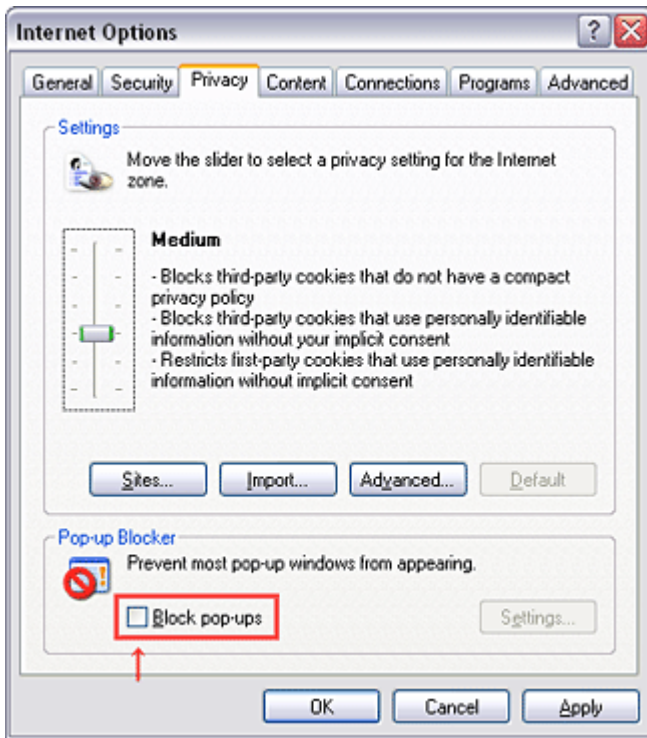 Internet Options
General Security Privacy Content Connections Programs Advanced
Settings
Move the slider to select a privacy setting for the Internet
zone.
Medium
- Blocks third-party cookies that do not have a compact
privacy policy
- Blocks third-party cookies that use personally identifiable
information without your implicit consent
- Restricts first-party cookies that use personally identifiable
information without implicit consent
Sites... Import... Advanced... Default
Pop-up Blocker
Prevent most pop-up windows from appearing.
Block pop-ups Settings...
OK Cancel Apply